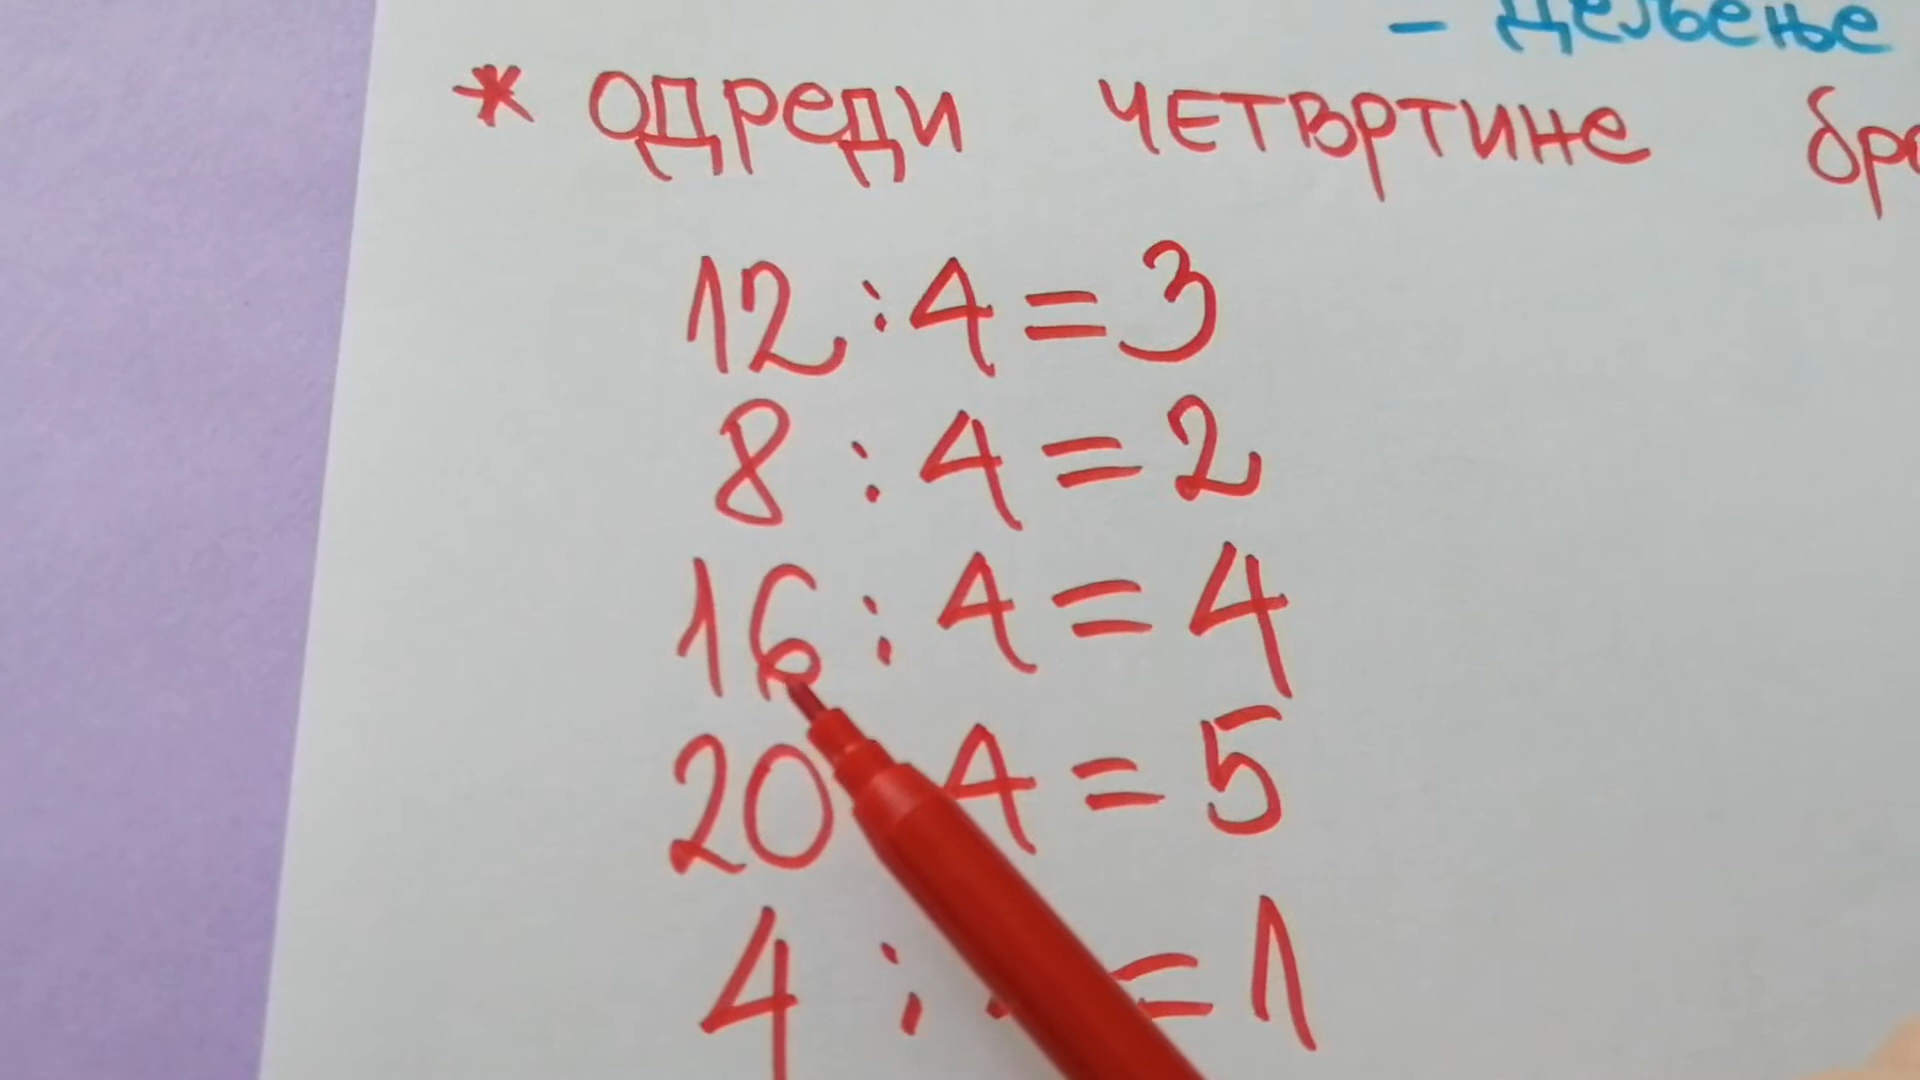 - дељење
* одреди четвртине
12:4=3
8:4=2
16:4=4
20 4=5
4: =1